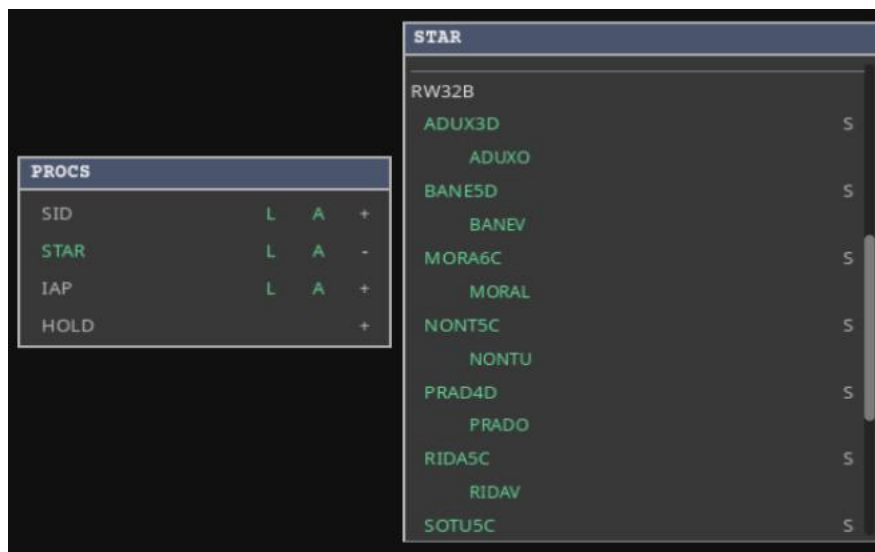 PROCS
SID L A +
STAR L A -
IAP L A +
HOLD +
STAR
RW32B
ADUX3D S
ADUXO
BANE5D S
BANEV
MORA6C S
MORAL
NONT5C S
NONTU
PRAD4D S
PRADO
RIDA5C S
RIDAV
SOTU5C S